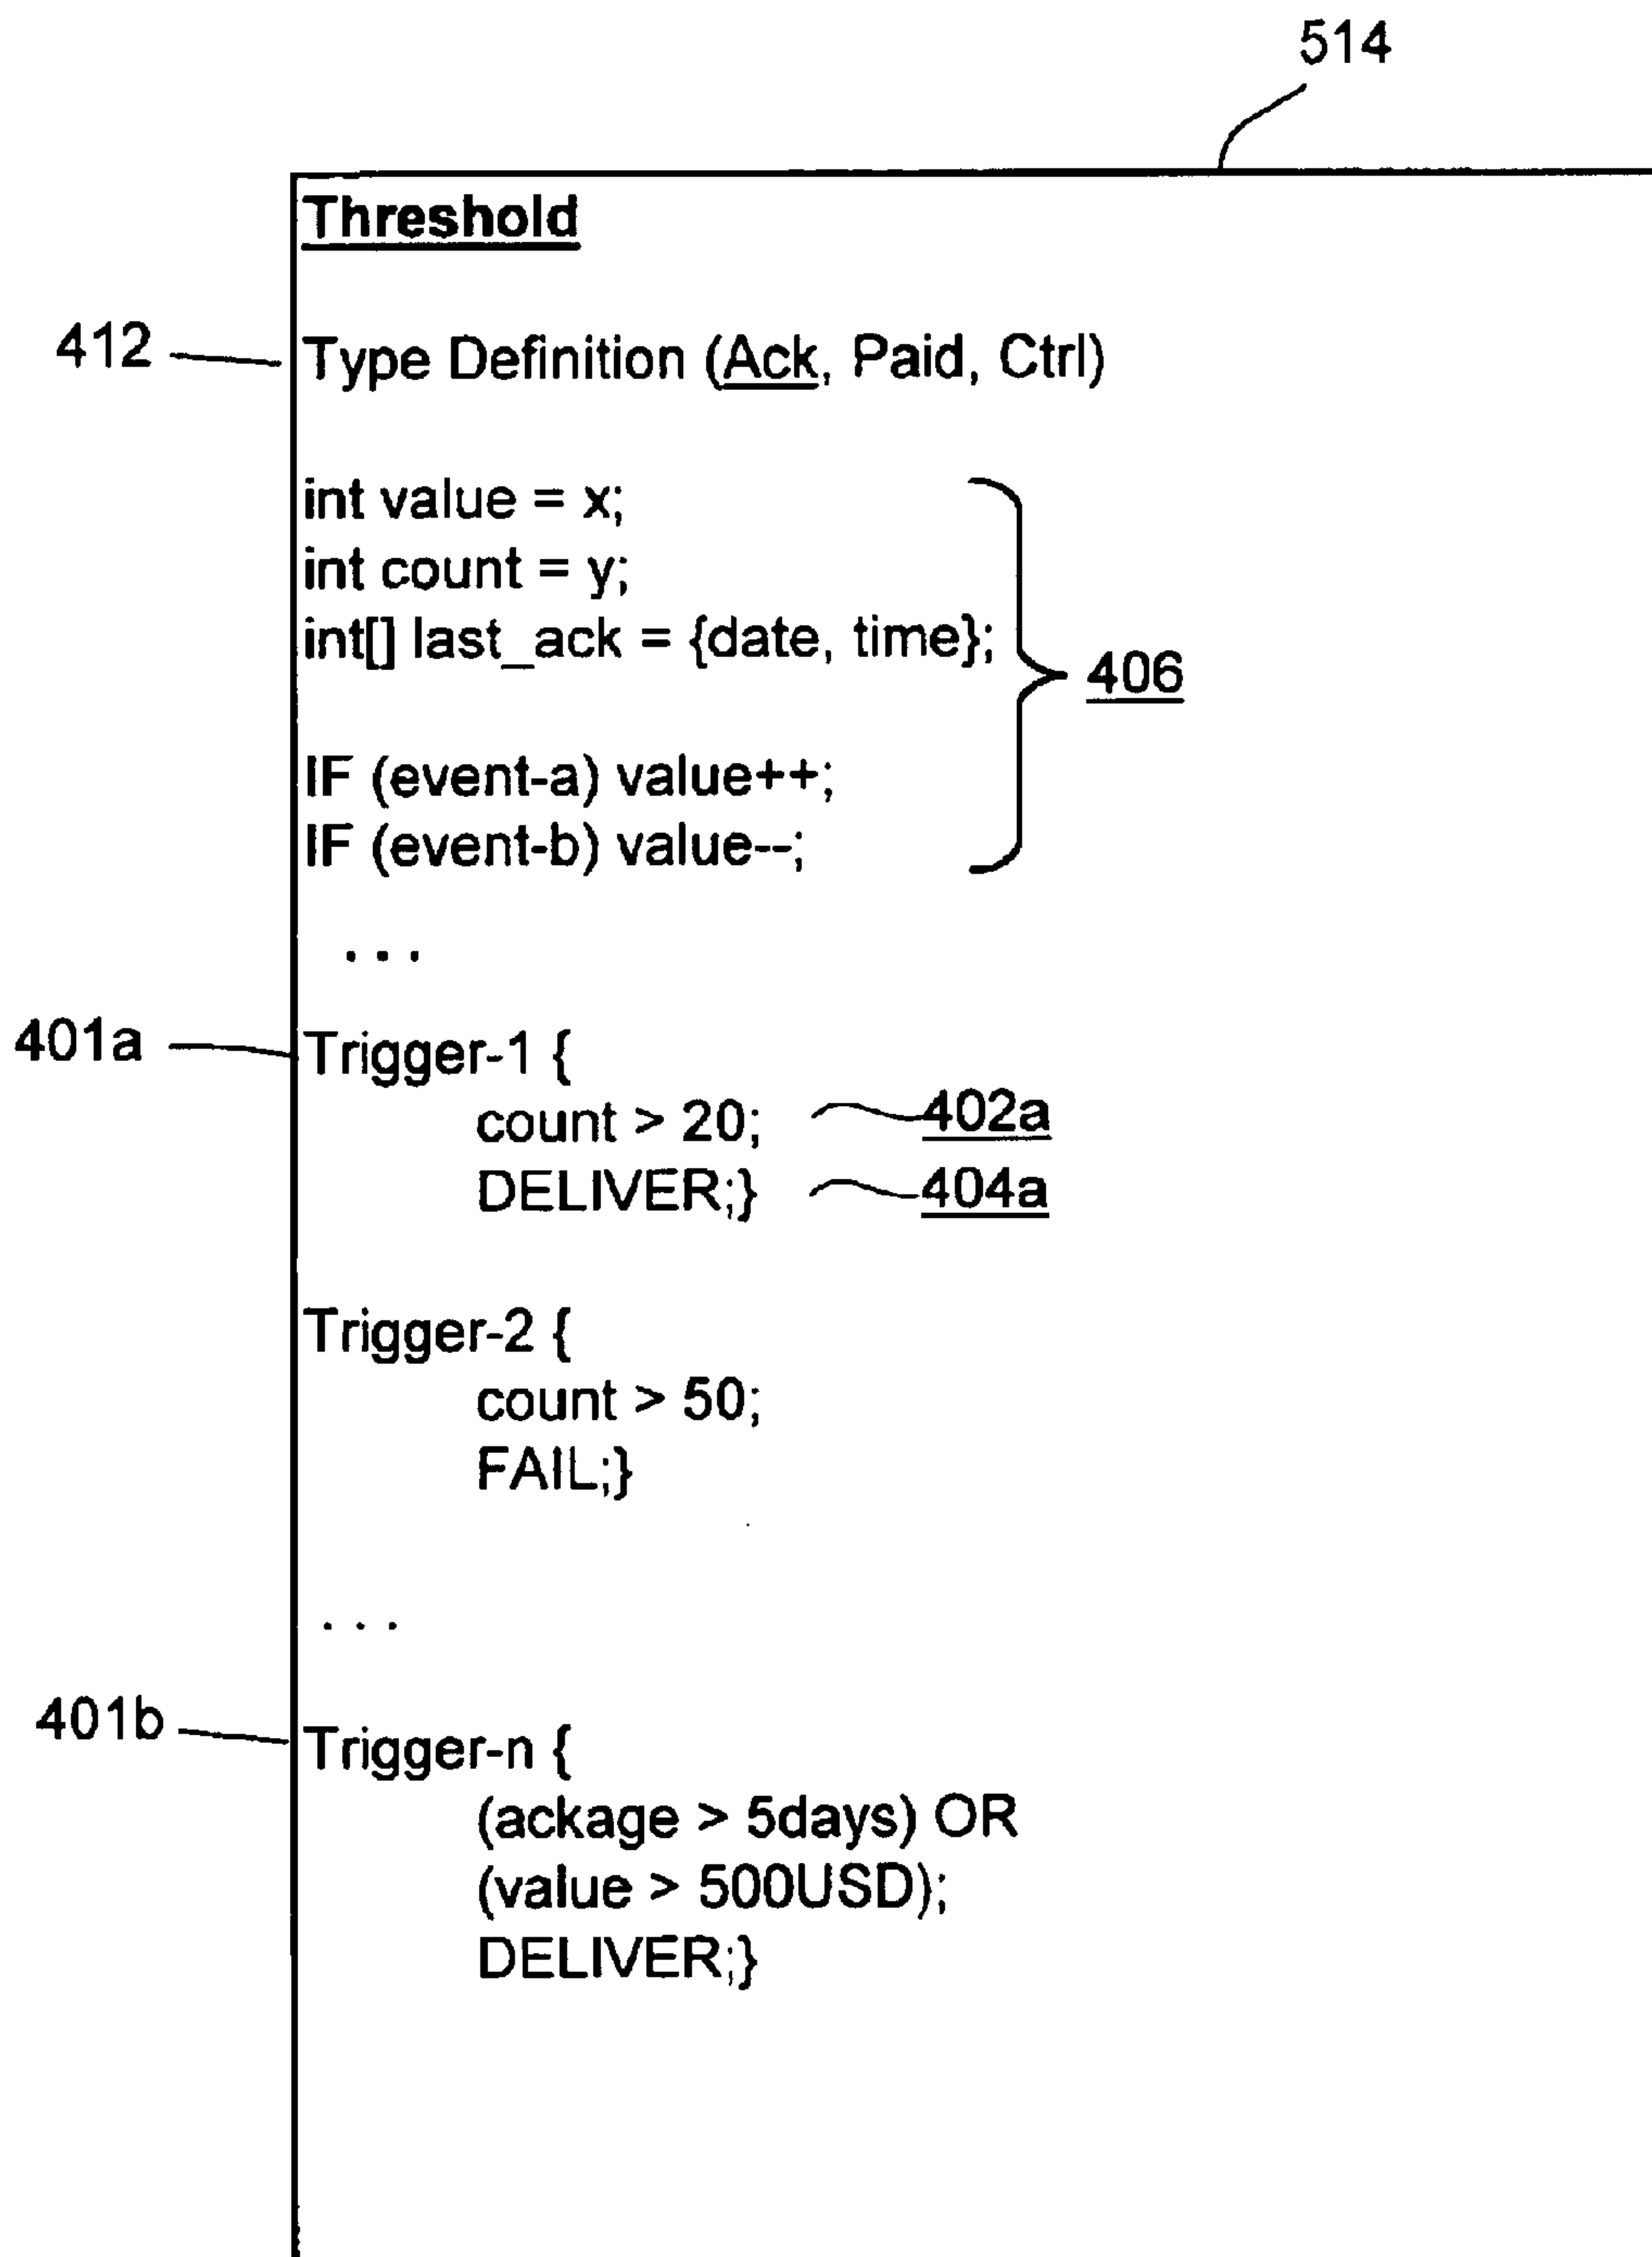 514
Threshold
412 Type Definition (Ack, Paid, Ctrl)
int value = x;
int count = y;
int[] last_ack = {date, time};
406
IF (event-a) value++;
IF (event-b) value--;
. . .
401a Trigger-1 {
count > 20; 402a
DELIVER;} 404a
Trigger-2 {
count > 50;
FAIL;}
. . .
401b Trigger-n {
(ackage > 5days) OR
(value > 500USD);
DELIVER;}